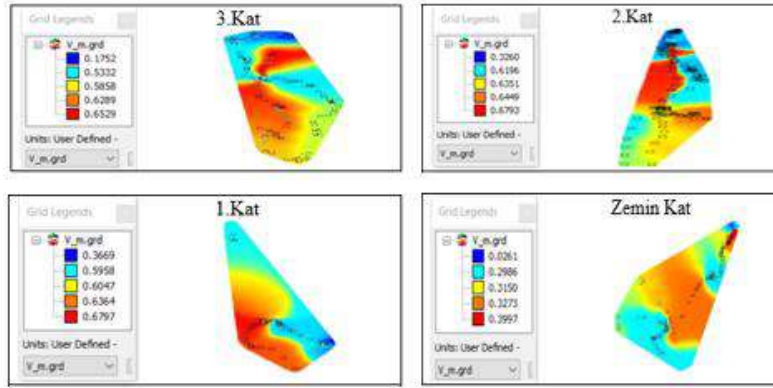 Grid Legends
3.Kat
V_m.grd
0.1752
0.5332
0.5858
0.6289
0.6529
Units: User Defined -
V_m.grd
Grid Legends
2.Kat
V_m.grd
0.3260
0.6196
0.6351
0.6449
0.6793
Units: User Defined -
V_m.grd
Grid Legends
1.Kat
V_m.grd
0.3669
0.5958
0.6047
0.6364
0.6797
Units: User Defined -
V_m.grd
Grid Legends
Zemin Kat
V_m.grd
0.0261
0.2986
0.3150
0.3273
0.3997
Units: User Defined -
V_m.grd